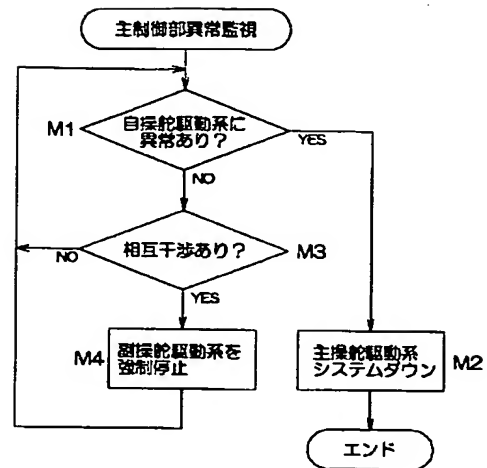 主制御部異常監視
M1
自操舵駆動系に
異常あり？
YES
NO
相互干渉あり？
M3
NO
YES
M4
副操舵駆動系を
強制停止
主操舵駆動系
システムダウン
M2
エンド